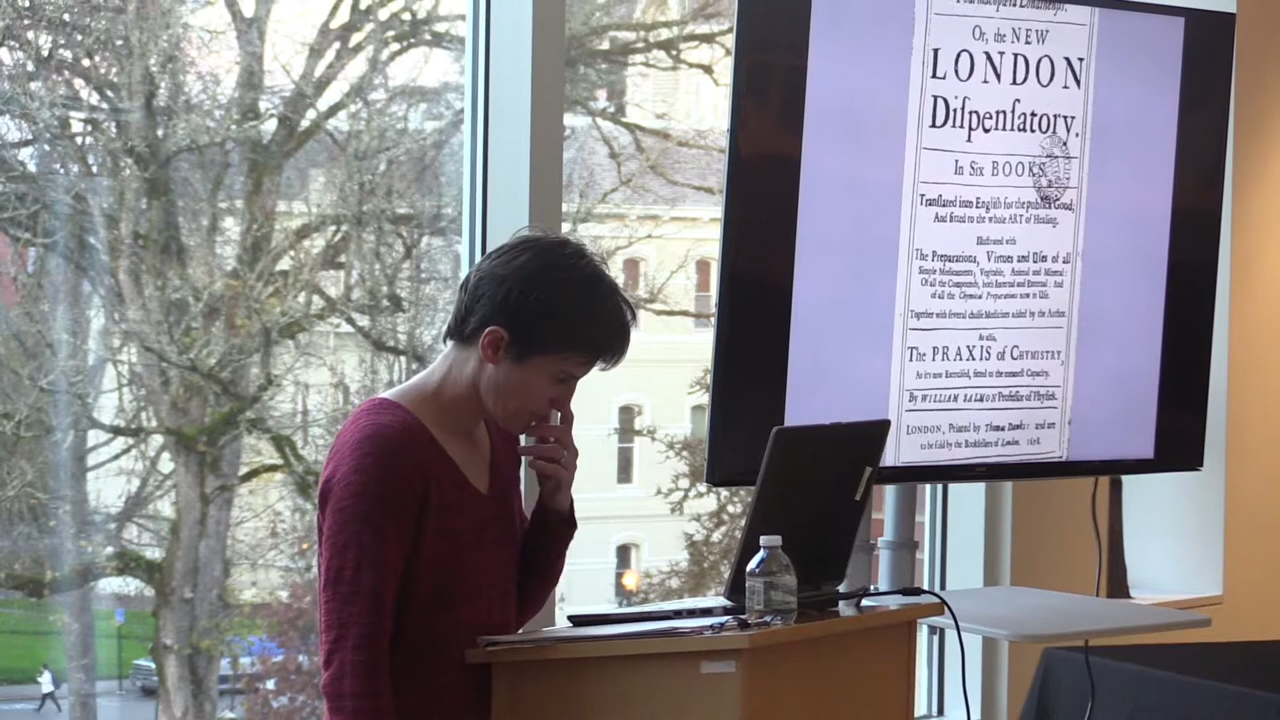 Pharmacopœia Londinensis.
Or, the NEW
LONDON
Diſpenſatory.
In Six BOOKS.
Tranſlated into Engliſh for the publick Good;
And fitted to the whole ART of Healing.
Illuſtrated with
The Preparations, Virtues and Uſes of all
Simple Medicaments, Vegitable, Animal and Mineral:
Of all the Compounds, both Internal and External: And
of all the Chymical Preparations now in Uſe.
Together with ſeveral choiſe Medicines added by the Author.
As alſo,
The PRAXIS of CHYMISTRY,
As it's now Exerciſed, fitted to the meaneſt Capacity.
By WILLIAM SALMON Profeſſor of Phyſick.
LONDON, Printed by Thomas Dawks: and are
to be ſold by the Bookſellers of London. 1678.